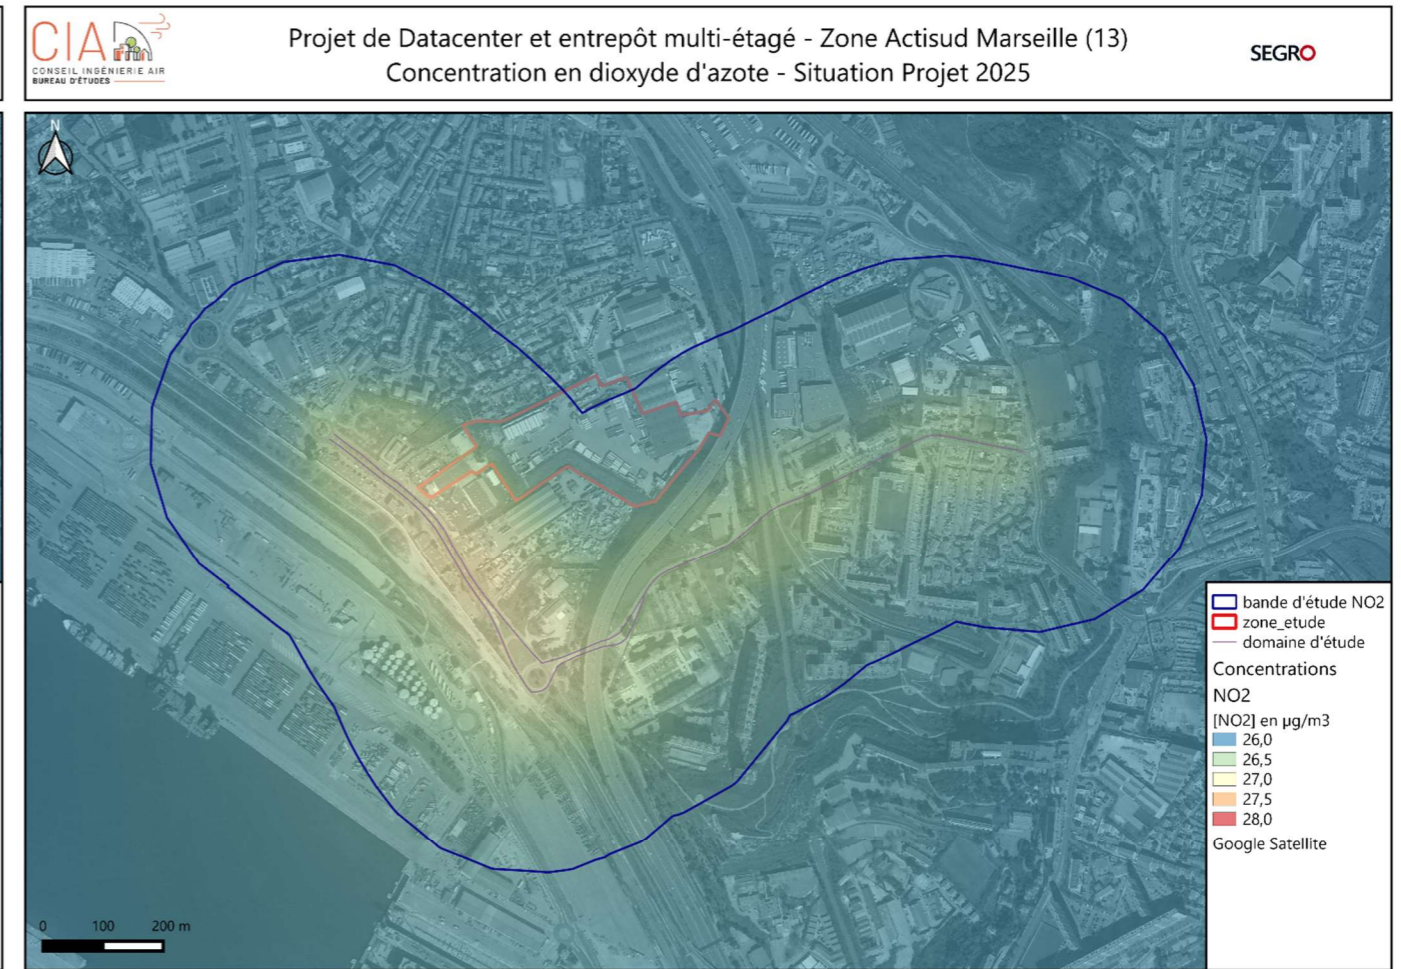 CIA
CONSEIL INGÉNIERIE AIR
BUREAU D'ÉTUDES
Projet de Datacenter et entrepôt multi-étagé - Zone Actisud Marseille (13)
Concentration en dioxyde d'azote - Situation Projet 2025
SEGRO
N
bande d'étude NO2
zone_etude
domaine d'étude
Concentrations
NO2
[NO2] en µg/m3
26,0
26,5
27,0
27,5
28,0
Google Satellite
0 100 200 m